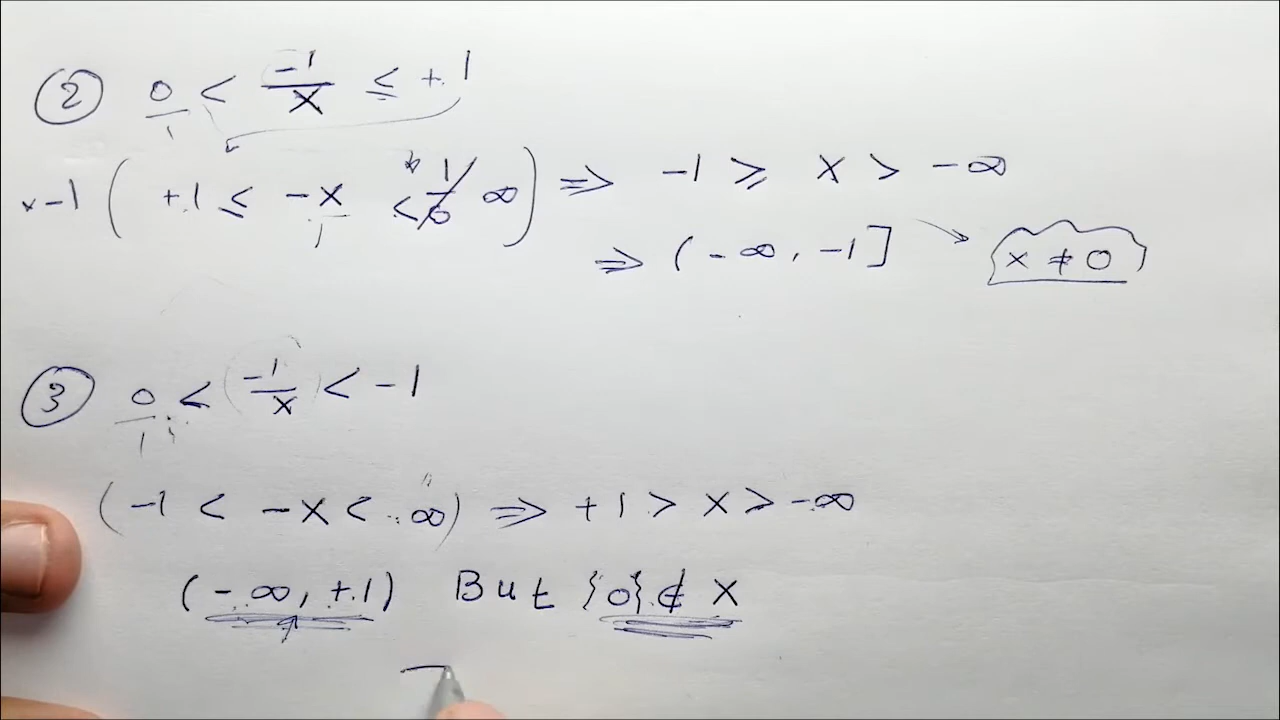 ② 0/1 < -1/x ≤ +1
x-1 ( +1 ≤ -x/1 < 1/0 ∞ ) ⇒ -1 ≥ x > -∞
⇒ (-∞, -1] → x ≠ 0
③ 0/1 < -1/x < -1
(-1 < -x < ∞) ⇒ +1 > x > -∞
(-∞, +1) But {0} ∉ x